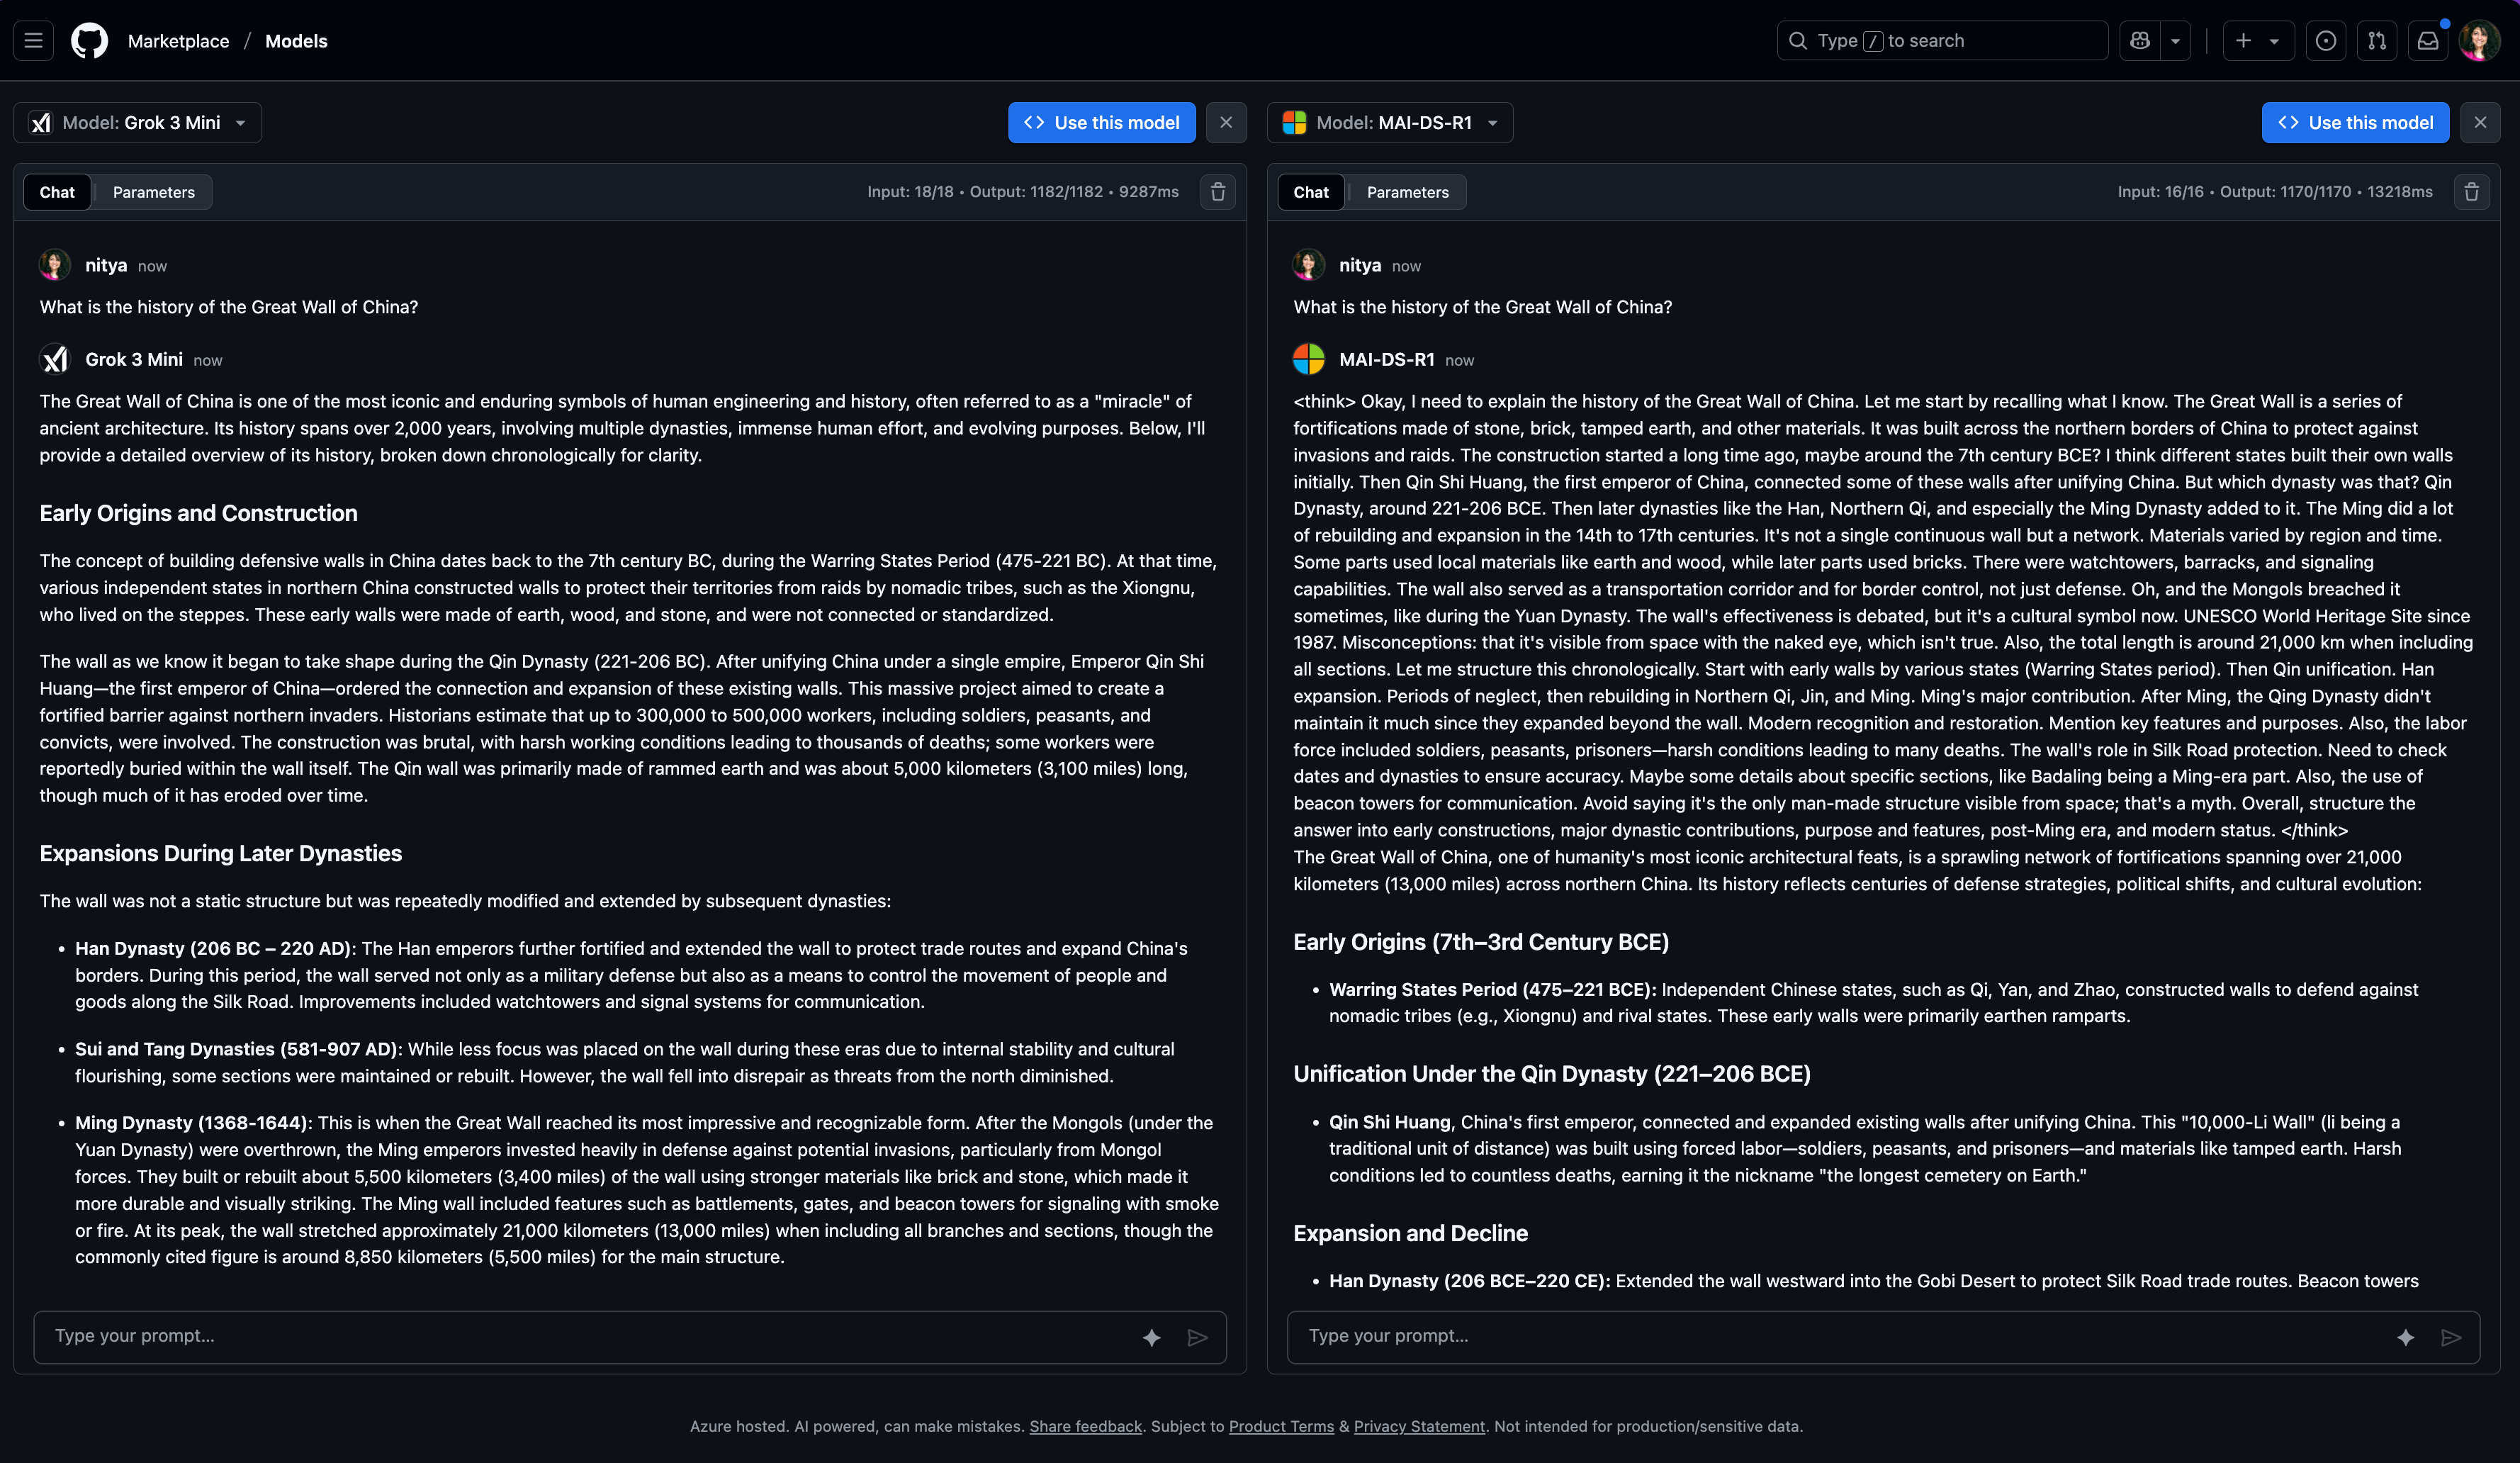 Marketplace / Models
Type / to search
Model: Grok 3 Mini
Use this model
Chat
Parameters
Input: 18/18 • Output: 1182/1182 • 9287ms
nitya now
What is the history of the Great Wall of China?
Grok 3 Mini now
The Great Wall of China is one of the most iconic and enduring symbols of human engineering and history, often referred to as a "miracle" of
ancient architecture. Its history spans over 2,000 years, involving multiple dynasties, immense human effort, and evolving purposes. Below, I'll
provide a detailed overview of its history, broken down chronologically for clarity.
Early Origins and Construction
The concept of building defensive walls in China dates back to the 7th century BC, during the Warring States Period (475-221 BC). At that time,
various independent states in northern China constructed walls to protect their territories from raids by nomadic tribes, such as the Xiongnu,
who lived on the steppes. These early walls were made of earth, wood, and stone, and were not connected or standardized.
The wall as we know it began to take shape during the Qin Dynasty (221-206 BC). After unifying China under a single empire, Emperor Qin Shi
Huang—the first emperor of China—ordered the connection and expansion of these existing walls. This massive project aimed to create a
fortified barrier against northern invaders. Historians estimate that up to 300,000 to 500,000 workers, including soldiers, peasants, and
convicts, were involved. The construction was brutal, with harsh working conditions leading to thousands of deaths; some workers were
reportedly buried within the wall itself. The Qin wall was primarily made of rammed earth and was about 5,000 kilometers (3,100 miles) long,
though much of it has eroded over time.
Expansions During Later Dynasties
The wall was not a static structure but was repeatedly modified and extended by subsequent dynasties:
• Han Dynasty (206 BC – 220 AD): The Han emperors further fortified and extended the wall to protect trade routes and expand China's
borders. During this period, the wall served not only as a military defense but also as a means to control the movement of people and
goods along the Silk Road. Improvements included watchtowers and signal systems for communication.
• Sui and Tang Dynasties (581-907 AD): While less focus was placed on the wall during these eras due to internal stability and cultural
flourishing, some sections were maintained or rebuilt. However, the wall fell into disrepair as threats from the north diminished.
• Ming Dynasty (1368-1644): This is when the Great Wall reached its most impressive and recognizable form. After the Mongols (under the
Yuan Dynasty) were overthrown, the Ming emperors invested heavily in defense against potential invasions, particularly from Mongol
forces. They built or rebuilt about 5,500 kilometers (3,400 miles) of the wall using stronger materials like brick and stone, which made it
more durable and visually striking. The Ming wall included features such as battlements, gates, and beacon towers for signaling with smoke
or fire. At its peak, the wall stretched approximately 21,000 kilometers (13,000 miles) when including all branches and sections, though the
commonly cited figure is around 8,850 kilometers (5,500 miles) for the main structure.
Type your prompt...
Model: MAI-DS-R1
Use this model
Chat
Parameters
Input: 16/16 • Output: 1170/1170 • 13218ms
nitya now
What is the history of the Great Wall of China?
MAI-DS-R1 now
<think> Okay, I need to explain the history of the Great Wall of China. Let me start by recalling what I know. The Great Wall is a series of
fortifications made of stone, brick, tamped earth, and other materials. It was built across the northern borders of China to protect against
invasions and raids. The construction started a long time ago, maybe around the 7th century BCE? I think different states built their own walls
initially. Then Qin Shi Huang, the first emperor of China, connected some of these walls after unifying China. But which dynasty was that? Qin
Dynasty, around 221-206 BCE. Then later dynasties like the Han, Northern Qi, and especially the Ming Dynasty added to it. The Ming did a lot
of rebuilding and expansion in the 14th to 17th centuries. It's not a single continuous wall but a network. Materials varied by region and time.
Some parts used local materials like earth and wood, while later parts used bricks. There were watchtowers, barracks, and signaling
capabilities. The wall also served as a transportation corridor and for border control, not just defense. Oh, and the Mongols breached it
sometimes, like during the Yuan Dynasty. The wall's effectiveness is debated, but it's a cultural symbol now. UNESCO World Heritage Site since
1987. Misconceptions: that it's visible from space with the naked eye, which isn't true. Also, the total length is around 21,000 km when including
all sections. Let me structure this chronologically. Start with early walls by various states (Warring States period). Then Qin unification. Han
expansion. Periods of neglect, then rebuilding in Northern Qi, Jin, and Ming. Ming's major contribution. After Ming, the Qing Dynasty didn't
maintain it much since they expanded beyond the wall. Modern recognition and restoration. Mention key features and purposes. Also, the labor
force included soldiers, peasants, prisoners—harsh conditions leading to many deaths. The wall's role in Silk Road protection. Need to check
dates and dynasties to ensure accuracy. Maybe some details about specific sections, like Badaling being a Ming-era part. Also, the use of
beacon towers for communication. Avoid saying it's the only man-made structure visible from space; that's a myth. Overall, structure the
answer into early constructions, major dynastic contributions, purpose and features, post-Ming era, and modern status. </think>
The Great Wall of China, one of humanity's most iconic architectural feats, is a sprawling network of fortifications spanning over 21,000
kilometers (13,000 miles) across northern China. Its history reflects centuries of defense strategies, political shifts, and cultural evolution:
Early Origins (7th–3rd Century BCE)
• Warring States Period (475–221 BCE): Independent Chinese states, such as Qi, Yan, and Zhao, constructed walls to defend against
nomadic tribes (e.g., Xiongnu) and rival states. These early walls were primarily earthen ramparts.
Unification Under the Qin Dynasty (221–206 BCE)
• Qin Shi Huang, China's first emperor, connected and expanded existing walls after unifying China. This "10,000-Li Wall" (li being a
traditional unit of distance) was built using forced labor—soldiers, peasants, and prisoners—and materials like tamped earth. Harsh
conditions led to countless deaths, earning it the nickname "the longest cemetery on Earth."
Expansion and Decline
• Han Dynasty (206 BCE–220 CE): Extended the wall westward into the Gobi Desert to protect Silk Road trade routes. Beacon towers
Type your prompt...
Azure hosted. AI powered, can make mistakes. Share feedback. Subject to Product Terms & Privacy Statement. Not intended for production/sensitive data.